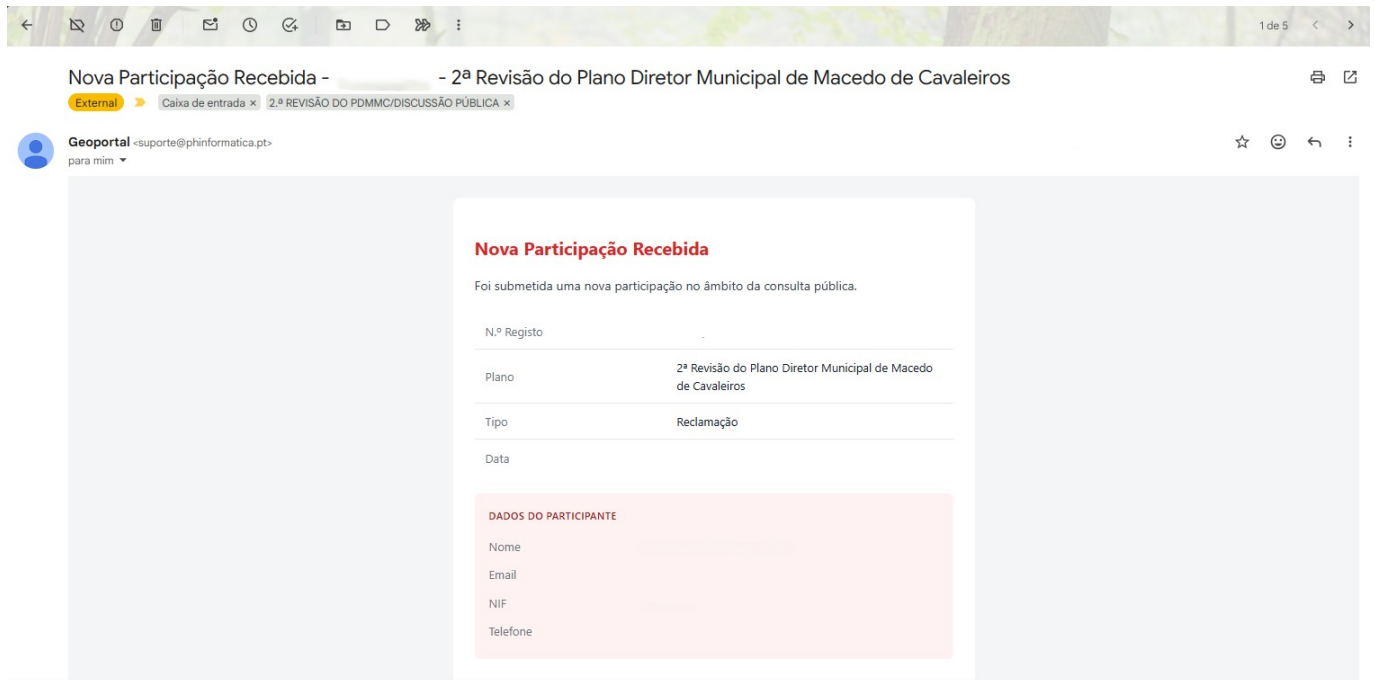 1 de 5
Nova Participação Recebida - - 2ª Revisão do Plano Diretor Municipal de Macedo de Cavaleiros
External Caixa de entrada × 2.ª REVISÃO DO PDMMC/DISCUSSÃO PÚBLICA ×
Geoportal <suporte@phinformatica.pt>
para mim
Nova Participação Recebida
Foi submetida uma nova participação no âmbito da consulta pública.
N.º Registo
Plano 2ª Revisão do Plano Diretor Municipal de Macedo
de Cavaleiros
Tipo Reclamação
Data
DADOS DO PARTICIPANTE
Nome
Email
NIF
Telefone